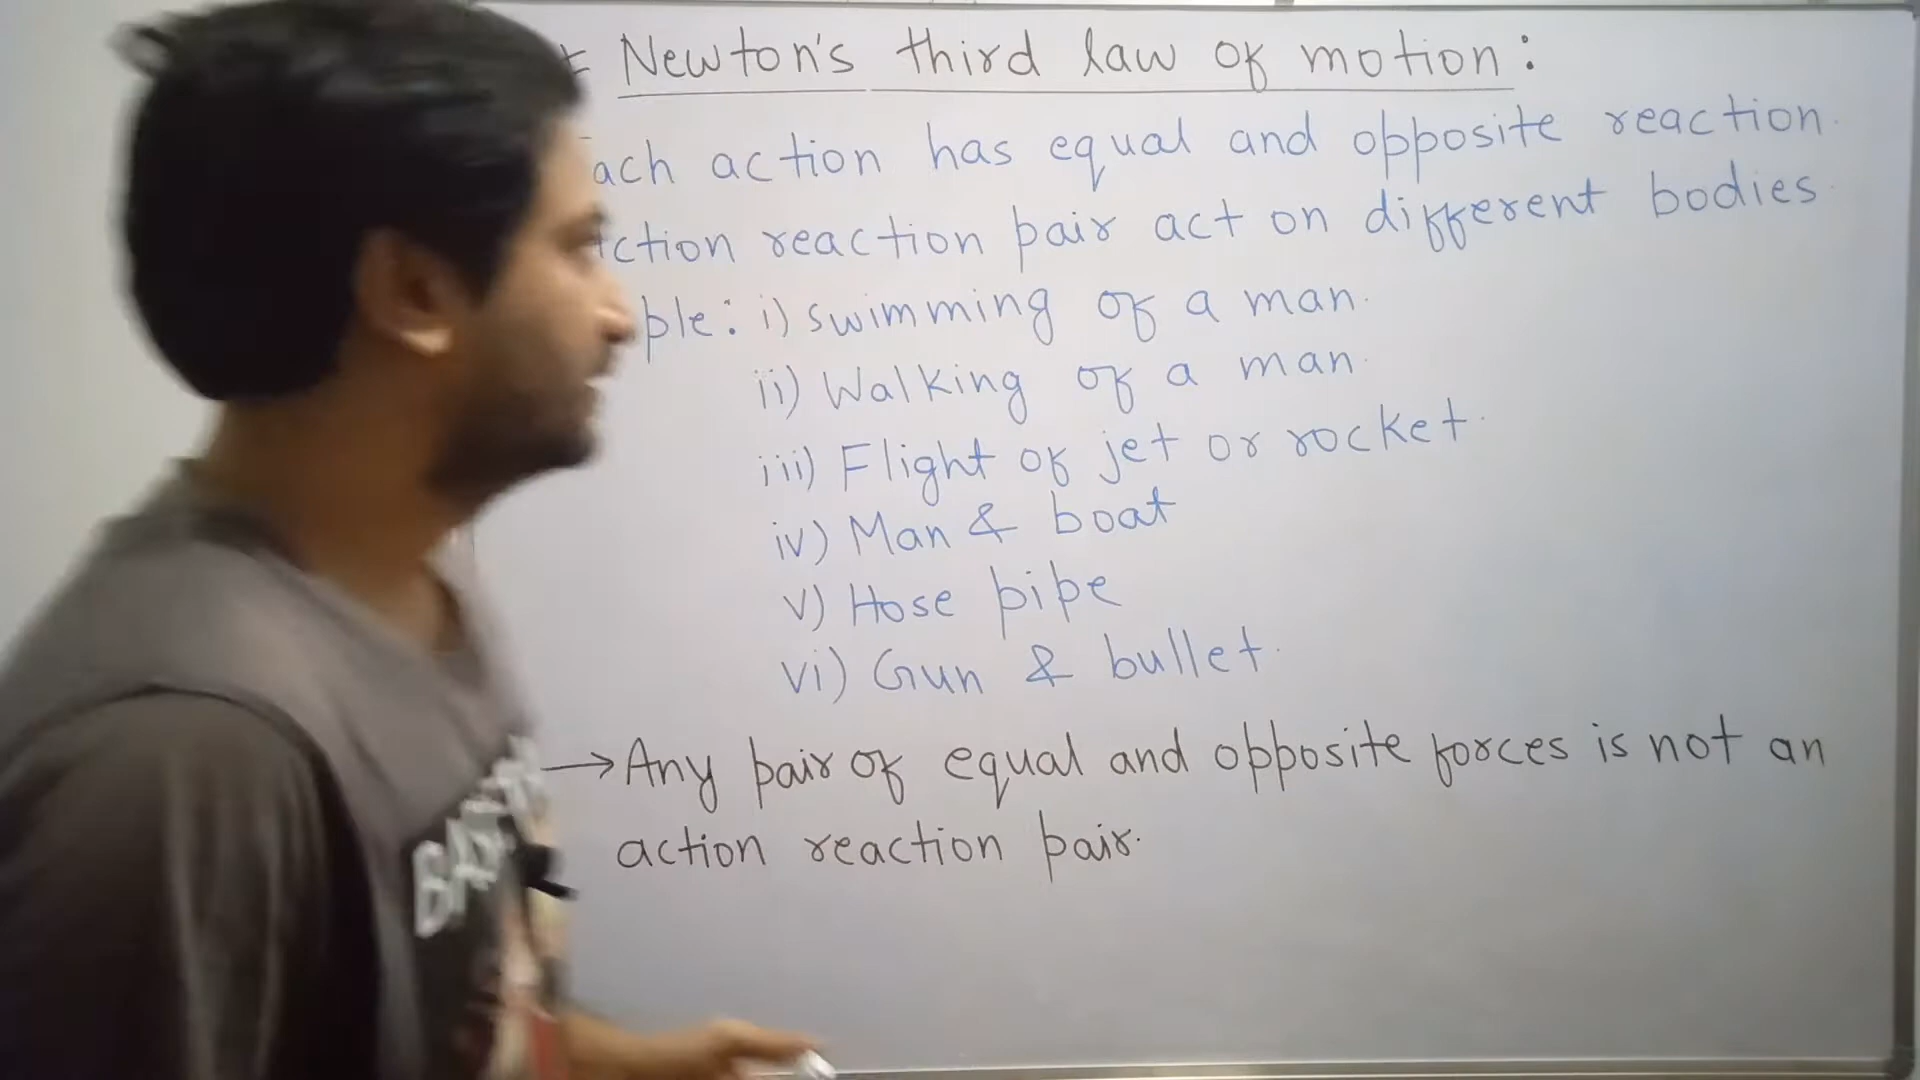 Newton's third law of motion:
ach action has equal and opposite reaction.
ction reaction pair act on different bodies
ple: i) swimming of a man.
ii) Walking of a man.
iii) Flight of jet or rocket.
iv) Man & boat
v) Hose pipe
vi) Gun & bullet.
→ Any pair of equal and opposite forces is not an
action reaction pair.